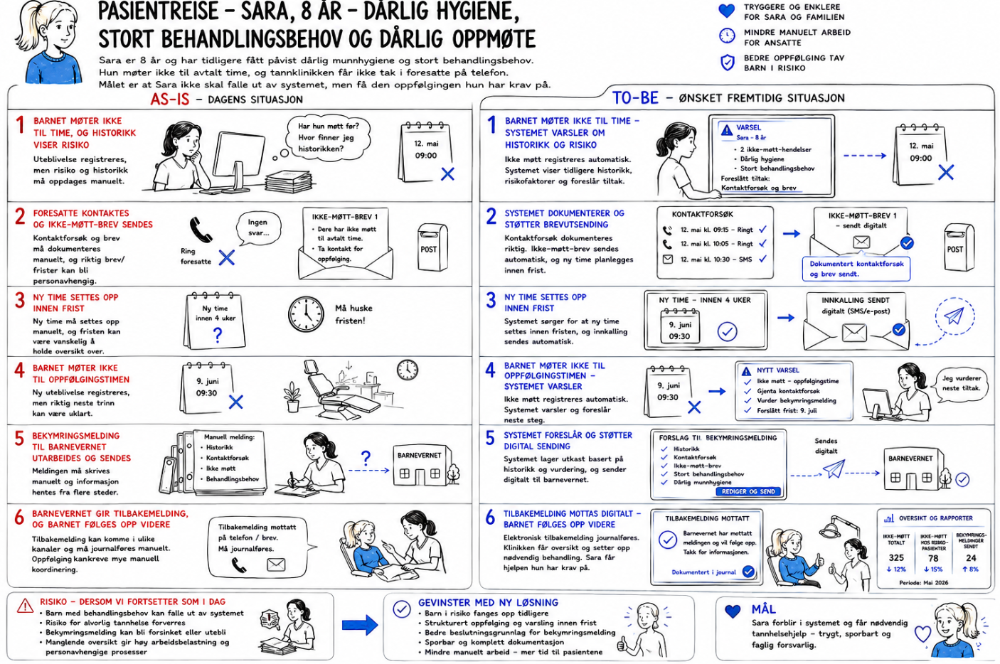 PASIENTREISE – SARA, 8 ÅR – DÅRLIG HYGIENE,
STORT BEHANDLINGSBEHOV OG DÅRLIG OPPMØTE
Sara er 8 år og har tidligere fått påvist dårlig munnhygiene og stort behandlingsbehov.
Hun møter ikke til avtalt time, og tannklinikken får ikke tak i foresatte på telefon.
Målet er at Sara ikke skal falle ut av systemet, men få den oppfølgingen hun har krav på.
TRYGGERE OG ENKLERE
FOR SARA OG FAMILIEN
MINDRE MANUELT ARBEID
FOR ANSATTE
BEDRE OPPFØLGING TAV
BARN I RISIKO
AS-IS – DAGENS SITUASJON
1
BARNET MØTER IKKE
TIL TIME, OG HISTORIKK
VISER RISIKO
Uteblivelse registreres,
men risiko og historikk
må oppdages manuelt.
Har hun møtt før?
Hvor finner jeg
historikken?
12. mai
09:00
2
FORESATTE KONTAKTES
OG IKKE-MØTT-BREV SENDES
Kontaktforsøk og brev
må dokumenteres
manuelt, og riktig brev/
frister kan bli
personavhengig.
Ring
foresatte
Ingen
svar...
IKKE-MØTT-BREV 1
• Dere har ikke møtt
til avtalt time.
• Ta kontakt for
oppfølging.
POST
3
NY TIME SETTES OPP
INNEN FRIST
Ny time må settes opp
manuelt, og fristen kan
være vanskelig å
holde oversikt over.
Ny time
innen 4 uker
?
Må huske
fristen!
4
BARNET MØTER IKKE
TIL OPPFØLGINGSTIMEN
Ny uteblivelse registreres,
men riktig neste trinn
kan være uklart.
9. juni
09:30
5
BEKYMRINGSMELDING
TIL BARNEVERNET
UTARBEIDES OG SENDES
Meldingen må skrives
manuelt og informasjon
hentes fra flere steder.
Manuell melding:
• Historikk
• Kontaktforsøk
• Ikke møtt
• Behandlingsbehov
?
BARNEVERNET
6
BARNEVERNET GIR TILBAKEMELDING,
OG BARNET FØLGES OPP VIDERE
Tilbakemelding kan komme i ulike
kanaler og må journalføres manuelt.
Oppfølging kankreve mye manuell
koordinering.
Tilbakemelding mottatt
på telefon / brev.
Må journalføres.
TO-BE – ØNSKET FREMTIDIG SITUASJON
1
BARNET MØTER IKKE TIL TIME –
SYSTEMET VARSLER OM
HISTORIKK OG RISIKO
Ikke møtt registreres automatisk.
Systemet viser tidligere historikk,
risikofaktorer og foreslår tiltak.
VARSEL
Sara – 8 år
• 2 ikke-møtt-hendelser
• Dårlig hygiene
• Stort behandlingsbehov
Foreslått tiltak:
Kontaktforsøk og brev
12. mai
09:00
2
SYSTEMET DOKUMENTERER OG
STØTTER BREVUTSENDING
Kontaktforsøk dokumenteres
riktig. Ikke-møtt-brev sendes
automatisk, og ny time planlegges
innen frist.
KONTAKTFORSØK
12. mai kl. 09:15 – Ringt
12. mai kl. 10:05 – Ringt
12. mai kl. 10:30 – SMS
IKKE-MØTT-BREV 1
– sendt digitalt
Dokumentert kontaktforsøk
og brev sendt.
POST
3
NY TIME SETTES OPP
INNEN FRIST
Systemet sørger for at ny time
settes innen fristen, og innkalling
sendes automatisk.
NY TIME – INNEN 4 UKER
9. juni
09:30
INNKALLING SENDT
digitalt (SMS/e-post)
4
BARNET MØTER IKKE TIL
OPPFØLGINGSTIMEN –
SYSTEMET VARSLER
Ikke møtt registreres automatisk.
Systemet varsler og foreslår
neste steg.
9. juni
09:30
NYTT VARSEL
Ikke møtt – oppfølgingstime
Gjenta kontaktforsøk
Vurder bekymringsmelding
Forslått frist: 9. juli
Jeg vurderer
neste tiltak.
5
SYSTEMET FORESLÅR OG STØTTER
DIGITAL SENDING
Systemet lager utkast basert på
historikk og vurdering, og sender
digitalt til barnevernet.
FORSLAG TIL BEKYMRINGSMELDING
Historikk
Kontaktforsøk
Ikke-møtt-brev
Stort behandlingsbehov
Dårlig munnhygiene
REDIGER OG SEND
Sendes
digitalt
BARNEVERNET
6
TILBAKEMELDING MOTTAS DIGITALT –
BARNET FØLGES OPP VIDERE
Elektronisk tilbakemelding journalføres.
Klinikken får oversikt og setter opp
nødvendig behandling. Sara får
hjelpen hun har krav på.
TILBAKEMELDING MOTTATT
Barnevernet har mottatt
meldingen og vil følge opp.
Takk for informasjonen.
Dokumentert i journal
OVERSIKT OG RAPPORTER
IKKE-MØTT
TOTALT
325
↓ 12%
IKKE-MØTT
HOS RISIKO-
PASIENTER
78
↓ 15%
BEKYMRINGS-
MELDINGER
SENDT
24
↑ 8%
Periode: Mai 2026
RISIKO – DERSOM VI FORTSETTER SOM I DAG
• Barn med behandlingsbehov kan falle ut av systemet
• Risiko for alvorlig tannhelse forverres
• Bekymringsmelding kan bli forsinket eller utebli
• Manglende oversikt gir høy arbeidsbelastning og
personavhengige prosesser
GEVINSTER MED NY LØSNING
• Barn i risiko fanges opp tidligere
• Strukturert oppfølging og varsling innen frist
• Bedre beslutningsgrunnlag for bekymringsmelding
• Sporbar og komplett dokumentasjon
• Mindre manuelt arbeid – mer tid til pasientene
MÅL
Sara forblir i systemet og får nødvendig
tannhelsehjelp – trygt, sporbart og
faglig forsvarlig.